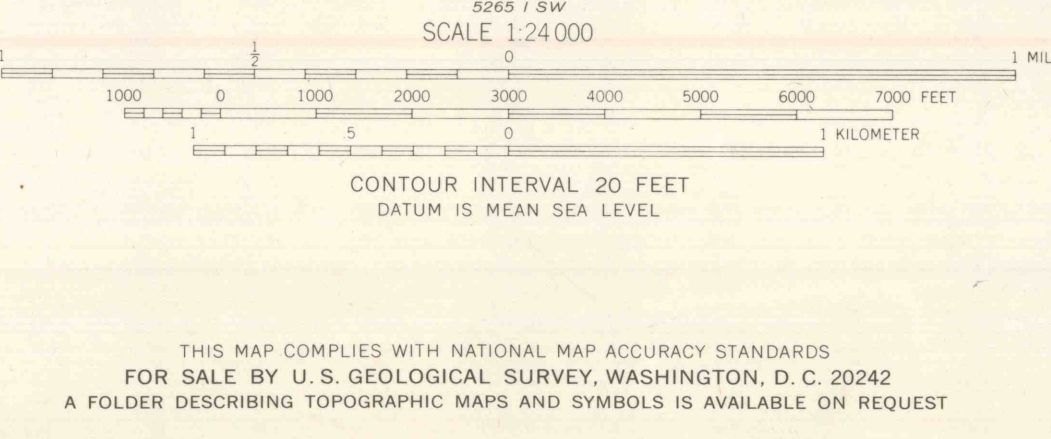 5265 I SW
SCALE 1:24 000
1 1/2 0 1 MIL
1000 0 1000 2000 3000 4000 5000 6000 7000 FEET
1 .5 0 1 KILOMETER
CONTOUR INTERVAL 20 FEET
DATUM IS MEAN SEA LEVEL
THIS MAP COMPLIES WITH NATIONAL MAP ACCURACY STANDARDS
FOR SALE BY U. S. GEOLOGICAL SURVEY, WASHINGTON, D. C. 20242
A FOLDER DESCRIBING TOPOGRAPHIC MAPS AND SYMBOLS IS AVAILABLE ON REQUEST